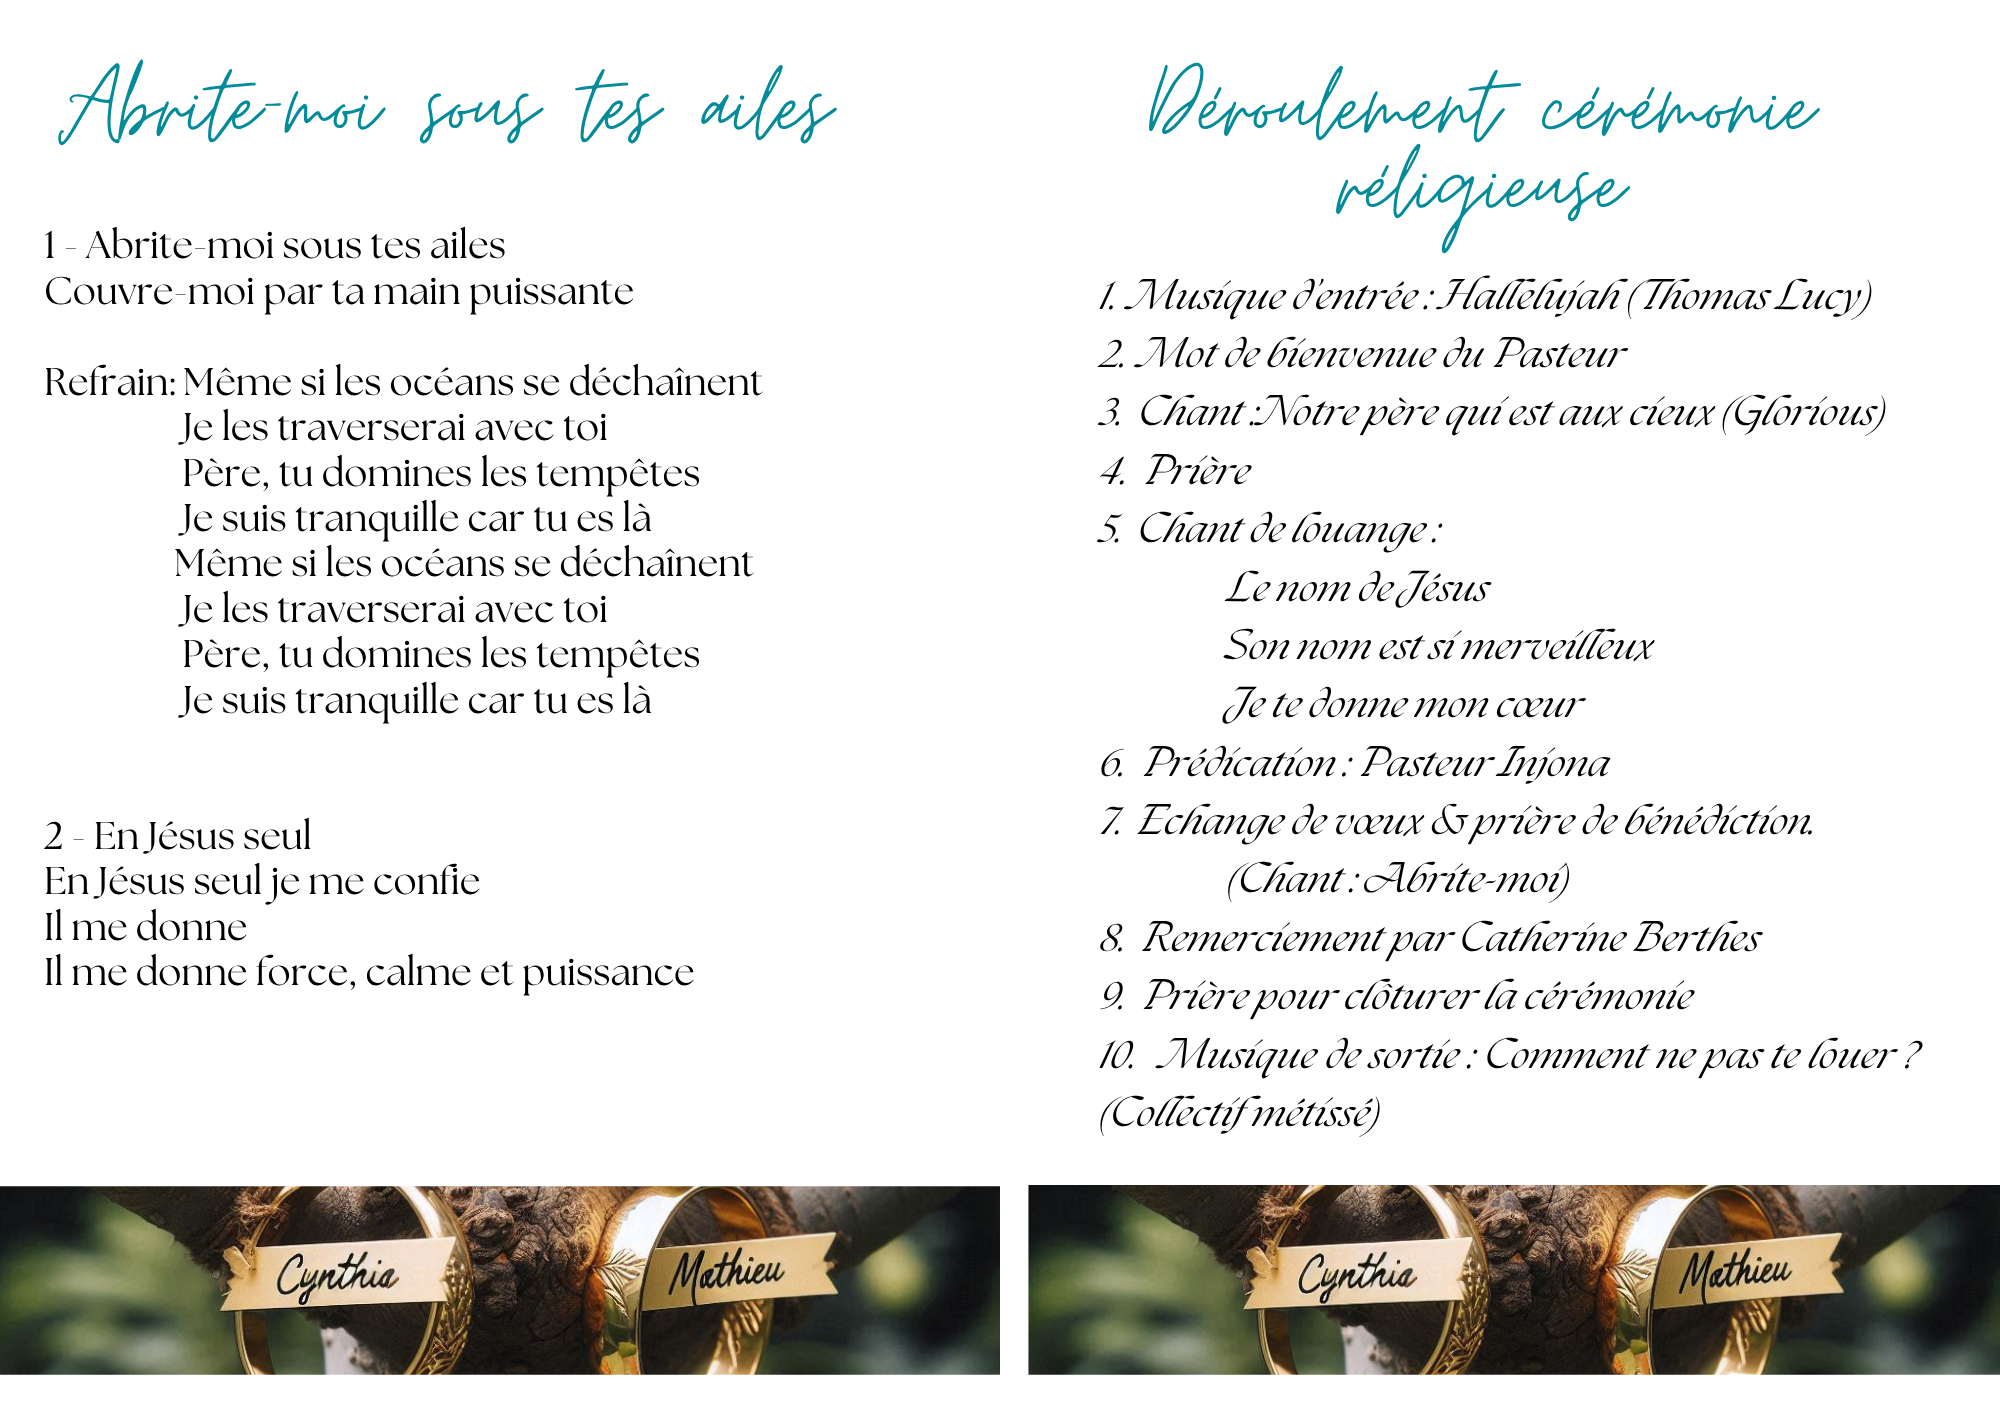 Abrite-moi sous tes ailes
1 - Abrite-moi sous tes ailes
Couvre-moi par ta main puissante
Refrain: Même si les océans se déchaînent
Je les traverserai avec toi
Père, tu domines les tempêtes
Je suis tranquille car tu es là
Même si les océans se déchaînent
Je les traverserai avec toi
Père, tu domines les tempêtes
Je suis tranquille car tu es là
2 - En Jésus seul
En Jésus seul je me confie
Il me donne
Il me donne force, calme et puissance
Cynthia
Mathieu
Déroulement cérémonie
réligieuse
1. Musique d'entrée : Hallelujah (Thomas Lucy)
2. Mot de bienvenue du Pasteur
3. Chant :Notre père qui est aux cieux (Glorious)
4. Prière
5. Chant de louange :
Le nom de Jésus
Son nom est si merveilleux
Je te donne mon cœur
6. Prédication : Pasteur Injona
7. Echange de vœux & prière de bénédiction.
(Chant : Abrite-moi)
8. Remerciement par Catherine Berthes
9. Prière pour clôturer la cérémonie
10. Musique de sortie : Comment ne pas te louer ?
(Collectif métissé)
Cynthia
Mathieu